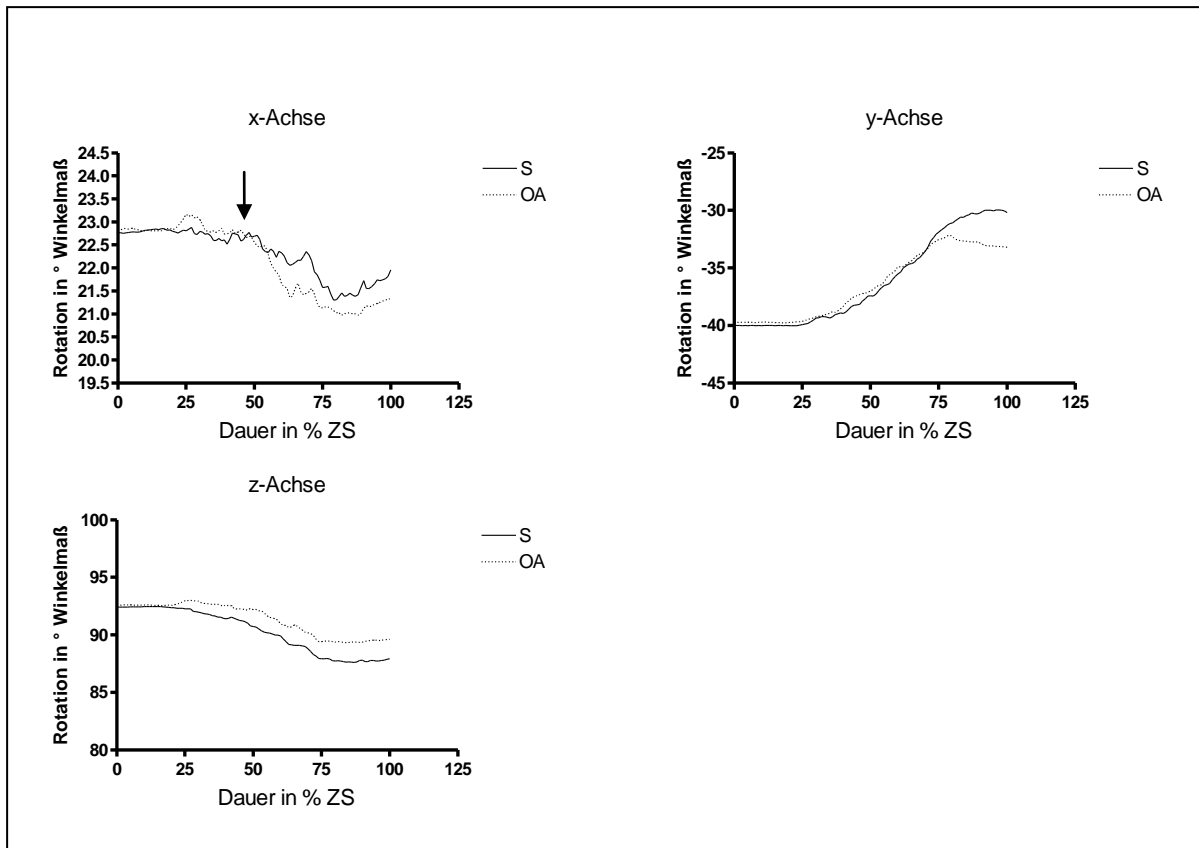 x-Achse
24.5
24.0
23.5
23.0
22.5
22.0
21.5
21.0
20.5
20.0
19.5
Rotation in ° Winkelmaß
0 25 50 75 100 125
Dauer in % ZS
S
OA
y-Achse
-25
-30
-35
-40
-45
Rotation in ° Winkelmaß
0 25 50 75 100 125
Dauer in % ZS
S
OA
z-Achse
100
95
90
85
80
Rotation in ° Winkelmaß
0 25 50 75 100 125
Dauer in % ZS
S
OA